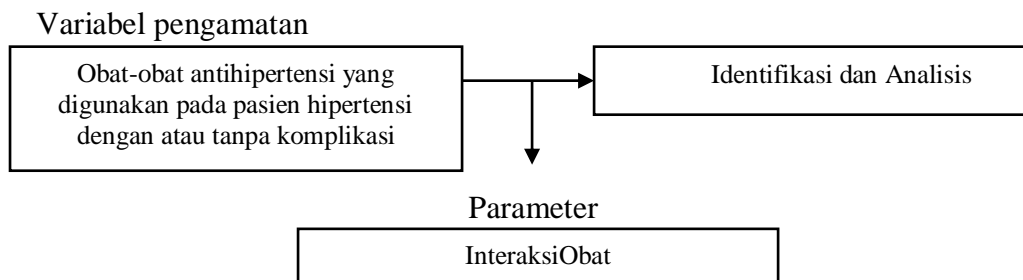 Variabel pengamatan
Obat-obat antihipertensi yang
digunakan pada pasien hipertensi
dengan atau tanpa komplikasi
Identifikasi dan Analisis
Parameter
InteraksiObat